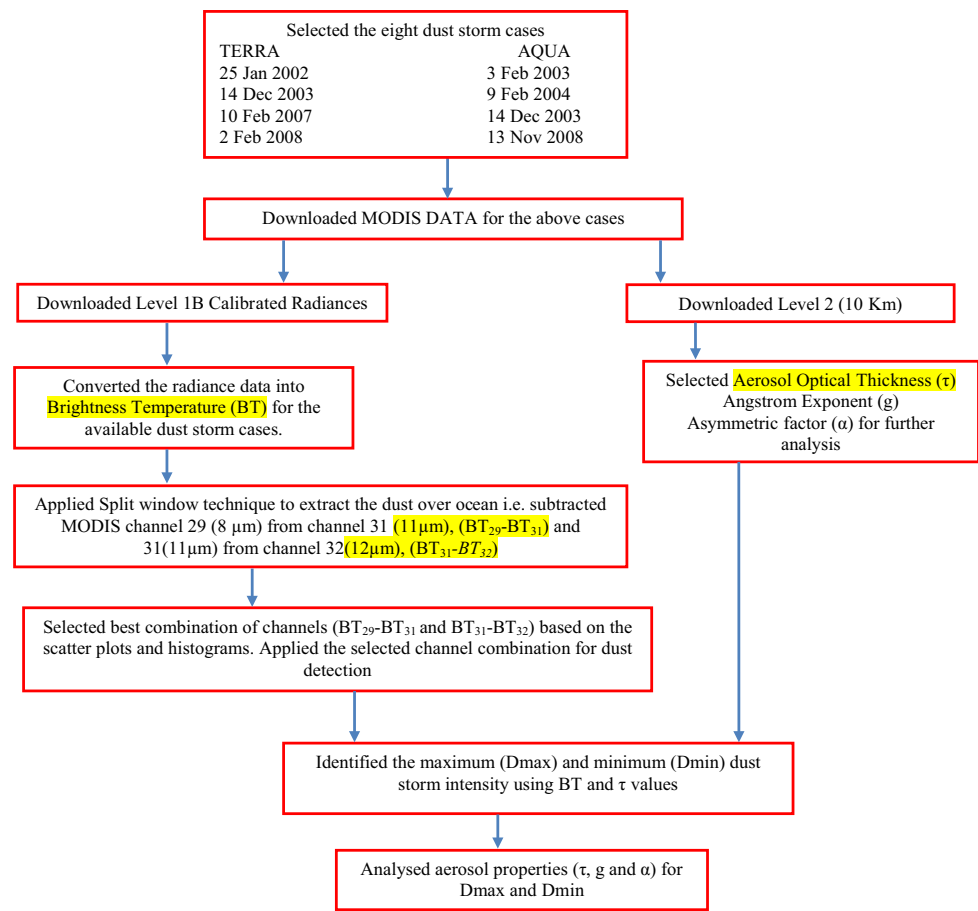 Selected the eight dust storm cases
TERRA AQUA
25 Jan 2002 3 Feb 2003
14 Dec 2003 9 Feb 2004
10 Feb 2007 14 Dec 2003
2 Feb 2008 13 Nov 2008
Downloaded MODIS DATA for the above cases
Downloaded Level 1B Calibrated Radiances
Downloaded Level 2 (10 Km)
Converted the radiance data into
Brightness Temperature (BT) for the
available dust storm cases.
Selected Aerosol Optical Thickness (τ)
Angstrom Exponent (g)
Asymmetric factor (α) for further
analysis
Applied Split window technique to extract the dust over ocean i.e. subtracted
MODIS channel 29 (8 µm) from channel 31 (11µm), (BT29-BT31) and
31(11µm) from channel 32(12µm), (BT31-BT32)
Selected best combination of channels (BT29-BT31 and BT31-BT32) based on the
scatter plots and histograms. Applied the selected channel combination for dust
detection
Identified the maximum (Dmax) and minimum (Dmin) dust
storm intensity using BT and τ values
Analysed aerosol properties (τ, g and α) for
Dmax and Dmin